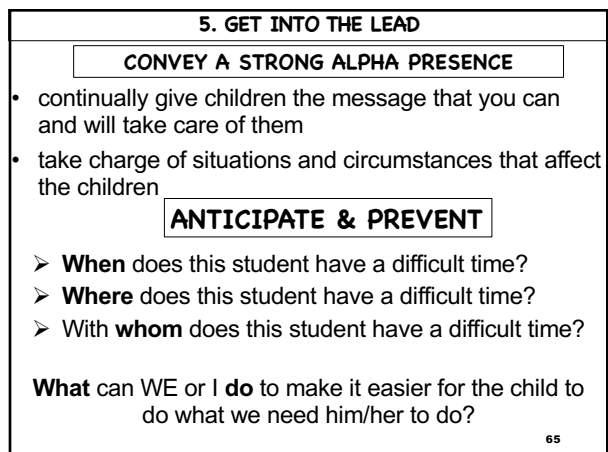 5. GET INTO THE LEAD
CONVEY A STRONG ALPHA PRESENCE
• continually give children the message that you can
and will take care of them
• take charge of situations and circumstances that affect
the children
ANTICIPATE & PREVENT
➢ When does this student have a difficult time?
➢ Where does this student have a difficult time?
➢ With whom does this student have a difficult time?
What can WE or I do to make it easier for the child to
do what we need him/her to do?
65